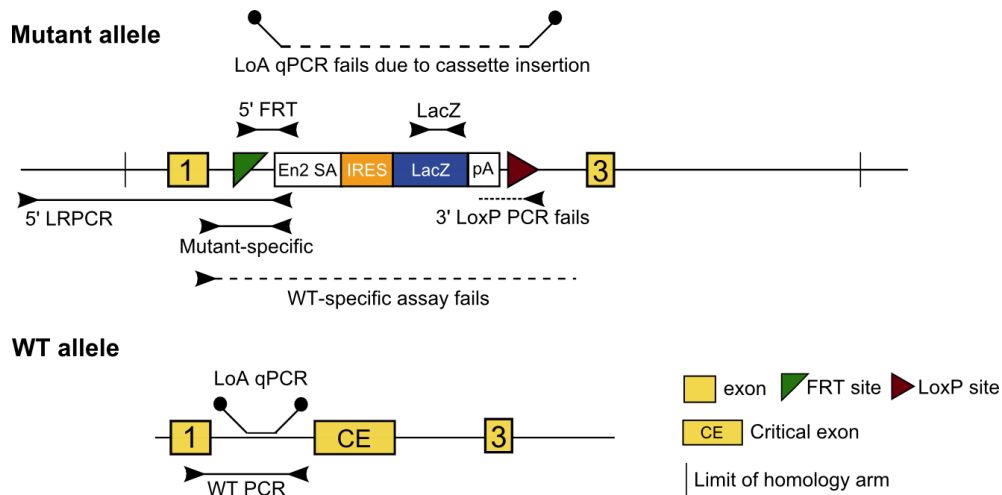 Mutant allele
LoA qPCR fails due to cassette insertion
5' FRT
LacZ
1
En2 SA
IRES
LacZ
pA
3
5' LRPCR
3' LoxP PCR fails
Mutant-specific
WT-specific assay fails
WT allele
LoA qPCR
1
CE
3
WT PCR
exon
FRT site
LoxP site
CE
Critical exon
Limit of homology arm